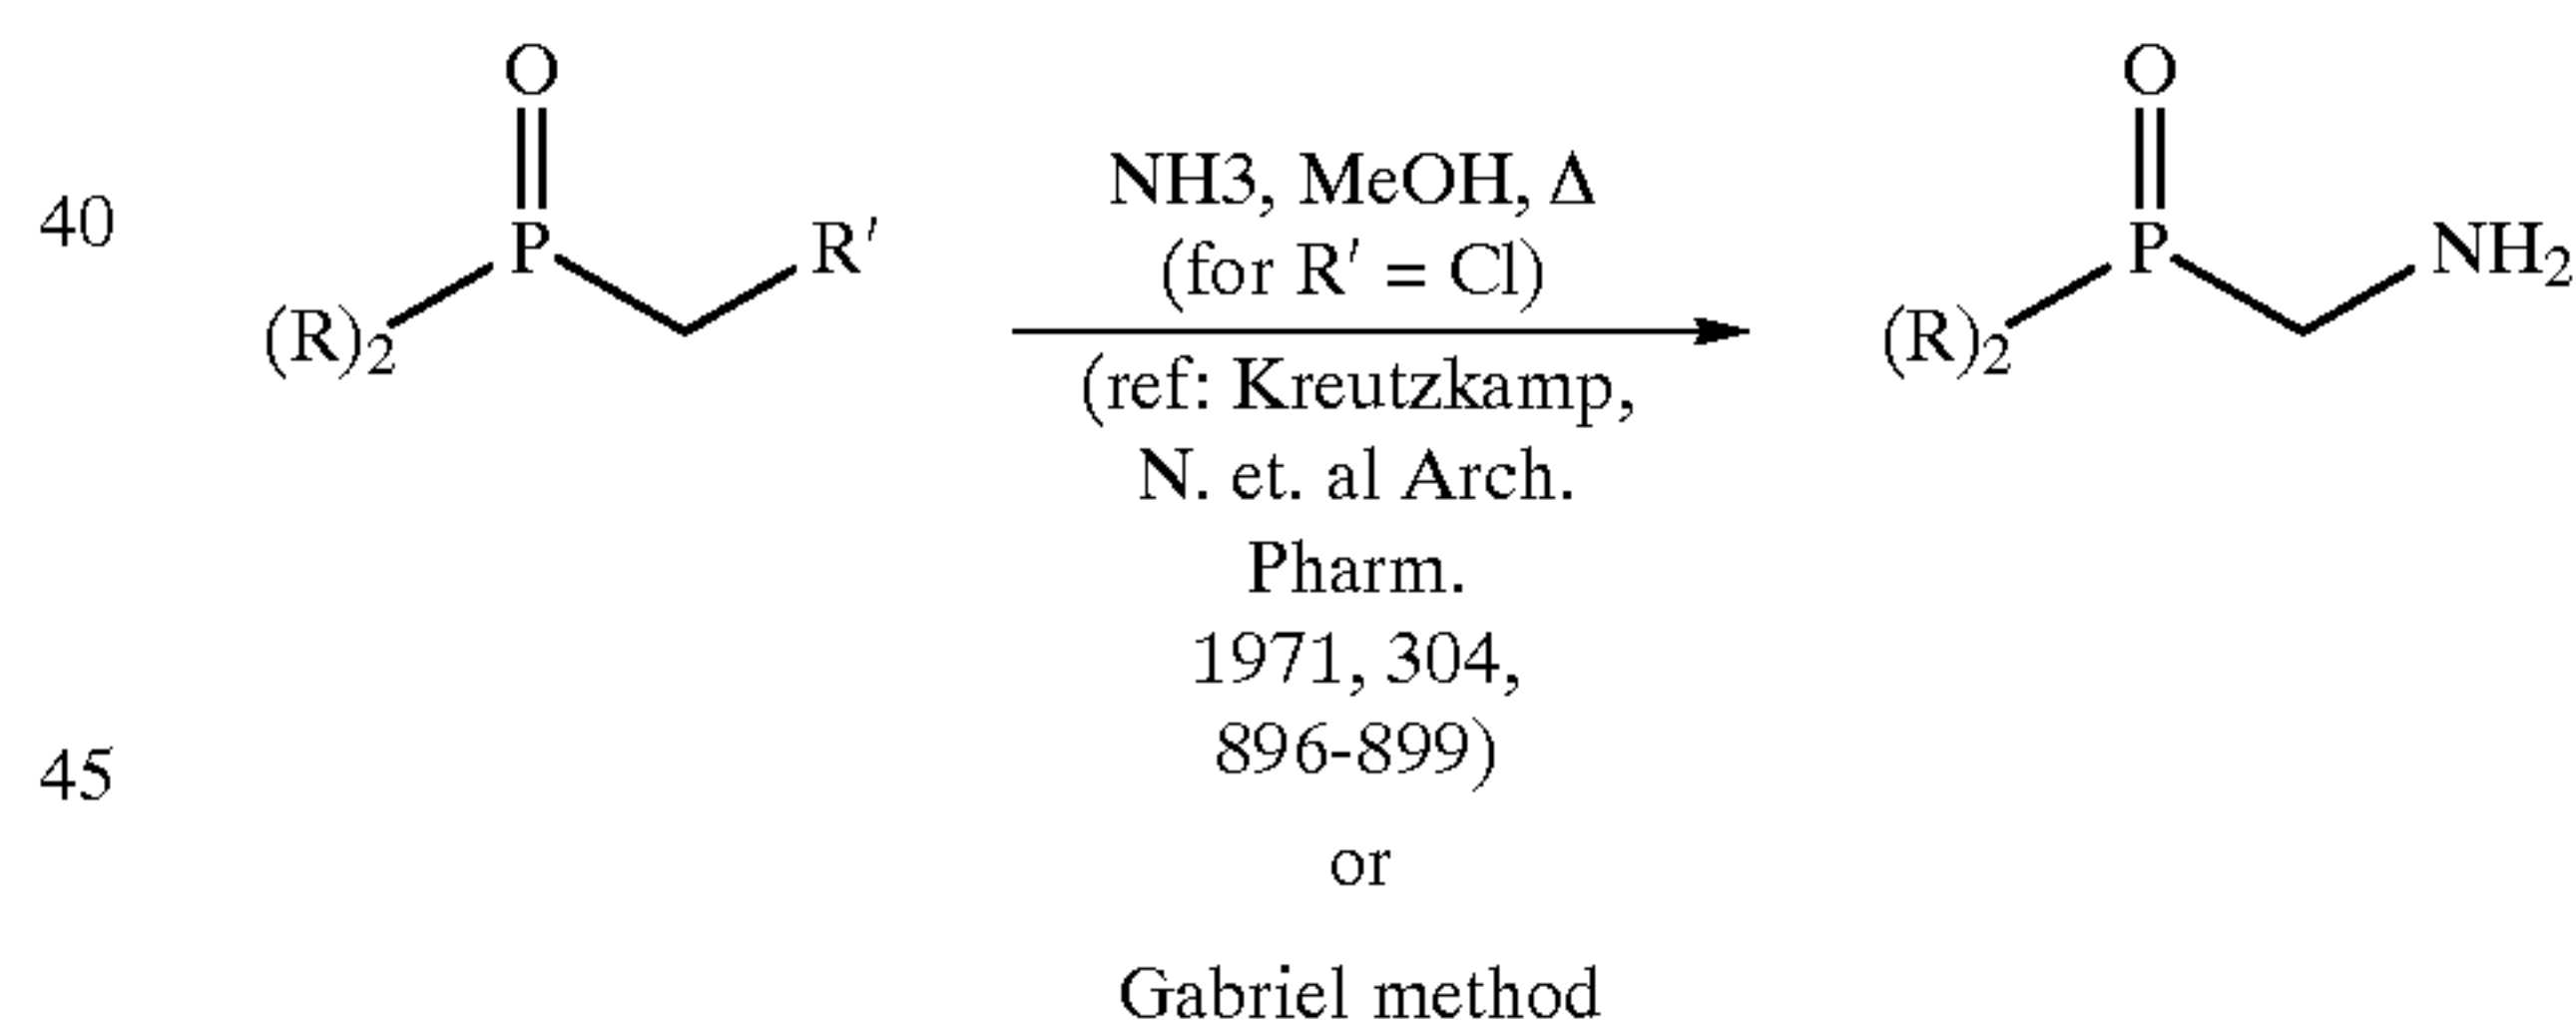 O
O
40
P
R′
(R)2
NH3, MeOH, Δ
(for R′ = Cl)
(ref: Kreutzkamp,
N. et. al Arch.
Pharm.
1971, 304,
896-899)
or
Gabriel method
P
NH2
(R)2
45